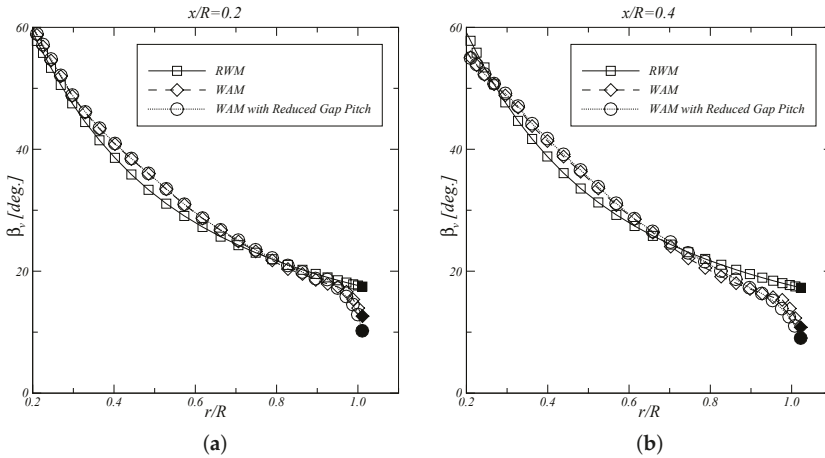 x/R=0.2
60
40
20
0
β_v [deg.]
RWM
WAM
WAM with Reduced Gap Pitch
0.2 0.4 0.6 0.8 1.0
r/R
(a)
x/R=0.4
60
40
20
0
β_v [deg.]
RWM
WAM
WAM with Reduced Gap Pitch
0.2 0.4 0.6 0.8 1.0
r/R
(b)